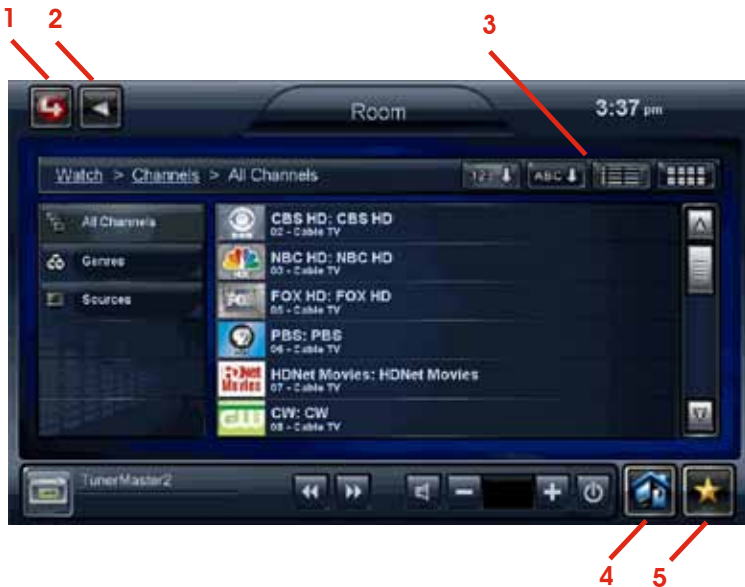 1
2
3
Room
3:37 pm
Watch > Channels > All Channels
123
ABC
All Channels
Genres
Sources
CBS HD: CBS HD
02 - Cable TV
NBC HD: NBC HD
03 - Cable TV
FOX
FOX HD: FOX HD
05 - Cable TV
PBS: PBS
06 - Cable TV
HDNet
Movies
HDNet Movies: HDNet Movies
07 - Cable TV
CW: CW
08 - Cable TV
TunerMaster2
4
5